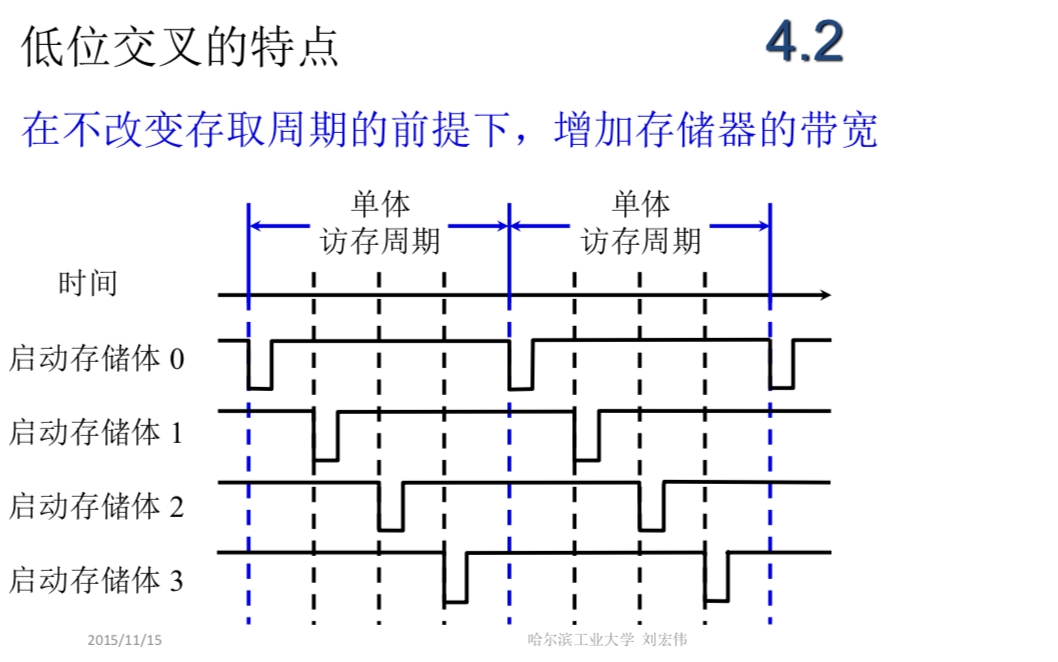 低位交叉的特点
4.2
在不改变存取周期的前提下，增加存储器的带宽
单体
访存周期
单体
访存周期
时间
启动存储体 0
启动存储体 1
启动存储体 2
启动存储体 3
2015/11/15
哈尔滨工业大学 刘宏伟